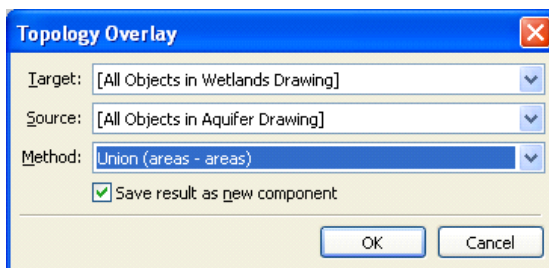 Topology Overlay
Target: [All Objects in Wetlands Drawing]
Source: [All Objects in Aquifer Drawing]
Method: Union (areas - areas)
Save result as new component
OK Cancel